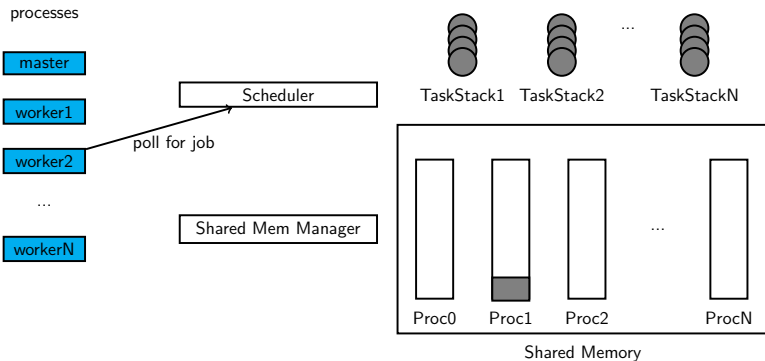 processes
master
worker1
worker2
...
workerN
Scheduler
poll for job
Shared Mem Manager
...
TaskStack1 TaskStack2 TaskStackN
...
Proc0 Proc1 Proc2 ProcN
Shared Memory